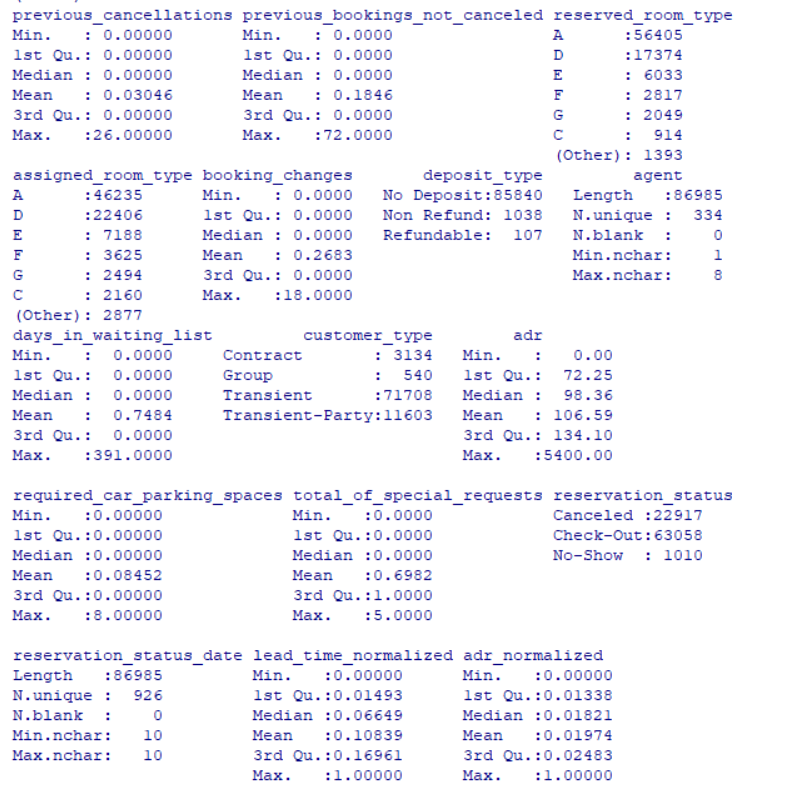 previous_cancellations previous_bookings_not_canceled reserved_room_type
Min.   : 0.00000       Min.   : 0.0000                A      :56405
1st Qu.: 0.00000       1st Qu.: 0.0000                D      :17374
Median : 0.00000       Median : 0.0000                E      : 6033
Mean   : 0.03046       Mean   : 0.1846                F      : 2817
3rd Qu.: 0.00000       3rd Qu.: 0.0000                G      : 2049
Max.   :26.00000       Max.   :72.0000                C      :  914
                                                      (Other): 1393
assigned_room_type booking_changes       deposit_type         agent
A      :46235      Min.   : 0.0000   No Deposit:85840   Length   :86985
D      :22406      1st Qu.: 0.0000   Non Refund: 1038   N.unique :  334
E      : 7188      Median : 0.0000   Refundable:  107   N.blank  :    0
F      : 3625      Mean   : 0.2683                      Min.nchar:    1
G      : 2494      3rd Qu.: 0.0000                      Max.nchar:    8
C      : 2160      Max.   :18.0000
(Other): 2877
days_in_waiting_list         customer_type        adr
Min.   :  0.0000     Contract       : 3134   Min.   :   0.00
1st Qu.:  0.0000     Group          :  540   1st Qu.:  72.25
Median :  0.0000     Transient      :71708   Median :  98.36
Mean   :  0.7484     Transient-Party:11603   Mean   : 106.59
3rd Qu.:  0.0000                             3rd Qu.: 134.10
Max.   :391.0000                             Max.   :5400.00
required_car_parking_spaces total_of_special_requests reservation_status
Min.   :0.00000             Min.   :0.0000            Canceled :22917
1st Qu.:0.00000             1st Qu.:0.0000            Check-Out:63058
Median :0.00000             Median :0.0000            No-Show  : 1010
Mean   :0.08452             Mean   :0.6982
3rd Qu.:0.00000             3rd Qu.:1.0000
Max.   :8.00000             Max.   :5.0000
reservation_status_date lead_time_normalized adr_normalized
Length   :86985         Min.   :0.00000      Min.   :0.00000
N.unique :  926         1st Qu.:0.01493      1st Qu.:0.01338
N.blank  :    0         Median :0.06649      Median :0.01821
Min.nchar:   10         Mean   :0.10839      Mean   :0.01974
Max.nchar:   10         3rd Qu.:0.16961      3rd Qu.:0.02483
                        Max.   :1.00000      Max.   :1.00000